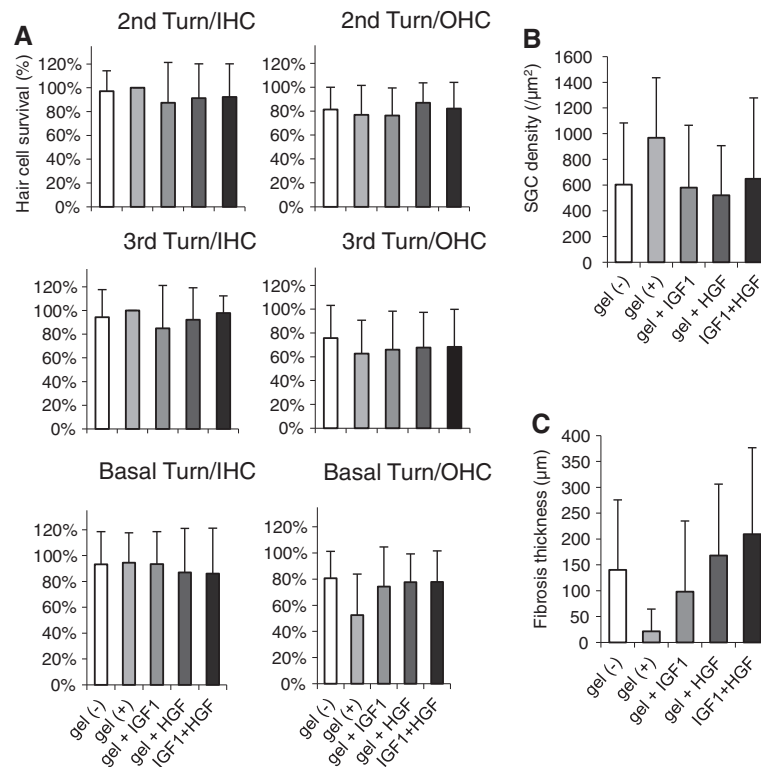 A
2nd Turn/IHC
Hair cell survival (%)
120%
100%
80%
60%
40%
20%
0%
2nd Turn/OHC
120%
100%
80%
60%
40%
20%
0%
3rd Turn/IHC
120%
100%
80%
60%
40%
20%
0%
3rd Turn/OHC
120%
100%
80%
60%
40%
20%
0%
Basal Turn/IHC
120%
100%
80%
60%
40%
20%
0%
gel (-)
gel (+)
gel + IGF1
gel + HGF
IGF1+HGF
Basal Turn/OHC
120%
100%
80%
60%
40%
20%
0%
gel (-)
gel (+)
gel + IGF1
gel + HGF
IGF1+HGF
B
SGC density (/µm²)
1600
1400
1200
1000
800
600
400
200
0
gel (-)
gel (+)
gel + IGF1
gel + HGF
IGF1+HGF
C
Fibrosis thickness (µm)
400
350
300
250
200
150
100
50
0
gel (-)
gel (+)
gel + IGF1
gel + HGF
IGF1+HGF